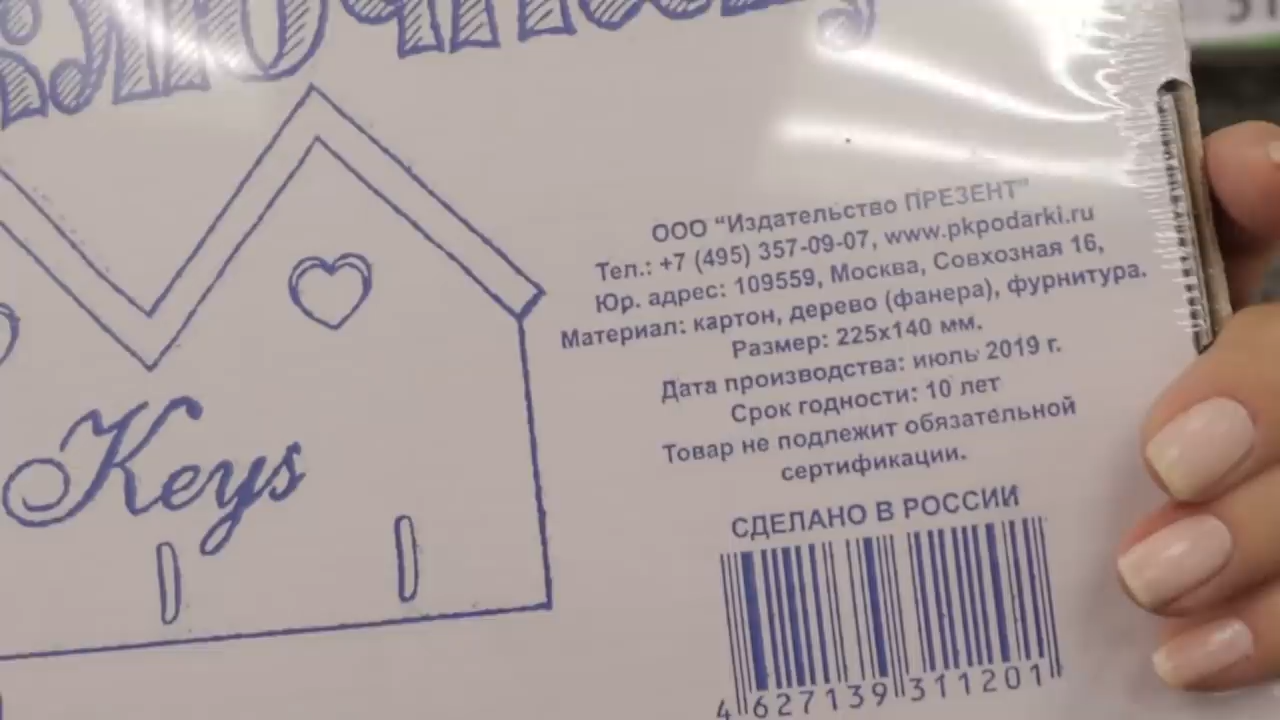 ООО “Издательство ПРЕЗЕНТ”
Тел.: +7 (495) 357-09-07, www.pkpodarki.ru
Юр. адрес: 109559, Москва, Совхозная 16,
Материал: картон, дерево (фанера), фурнитура.
Размер: 225х140 мм.
Дата производства: июль 2019 г.
Срок годности: 10 лет
Товар не подлежит обязательной
сертификации.
Keys
СДЕЛАНО В РОССИИ
4 627139 311201